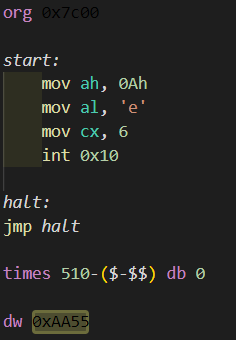 org 0x7c00
start:
mov ah, 0Ah
mov al, 'e'
mov cx, 6
int 0x10
halt:
jmp halt
times 510-($-$$) db 0
dw 0xAA55